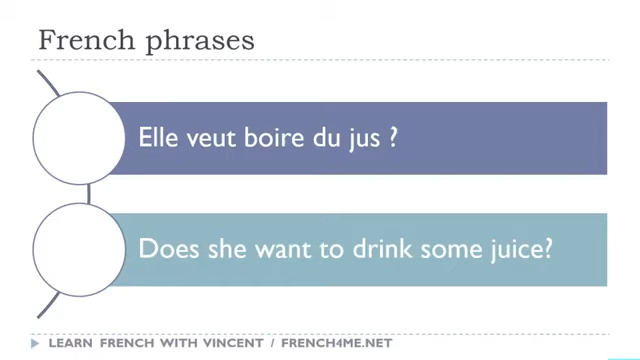 French phrases
Elle veut boire du jus ?
Does she want to drink some juice?
LEARN FRENCH WITH VINCENT / FRENCH4ME.NET